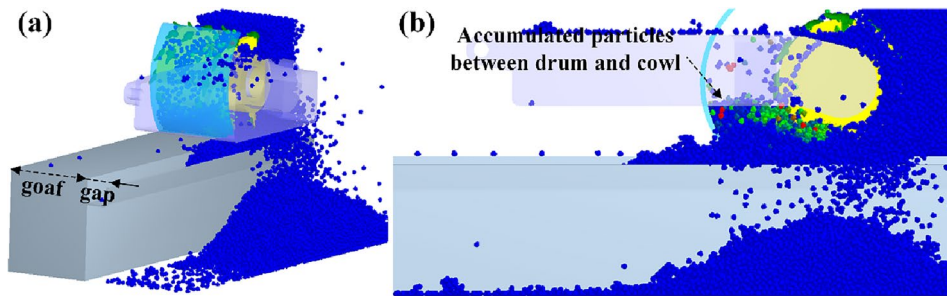 (a)
goaf
gap
(b)
Accumulated particles
between drum and cowl